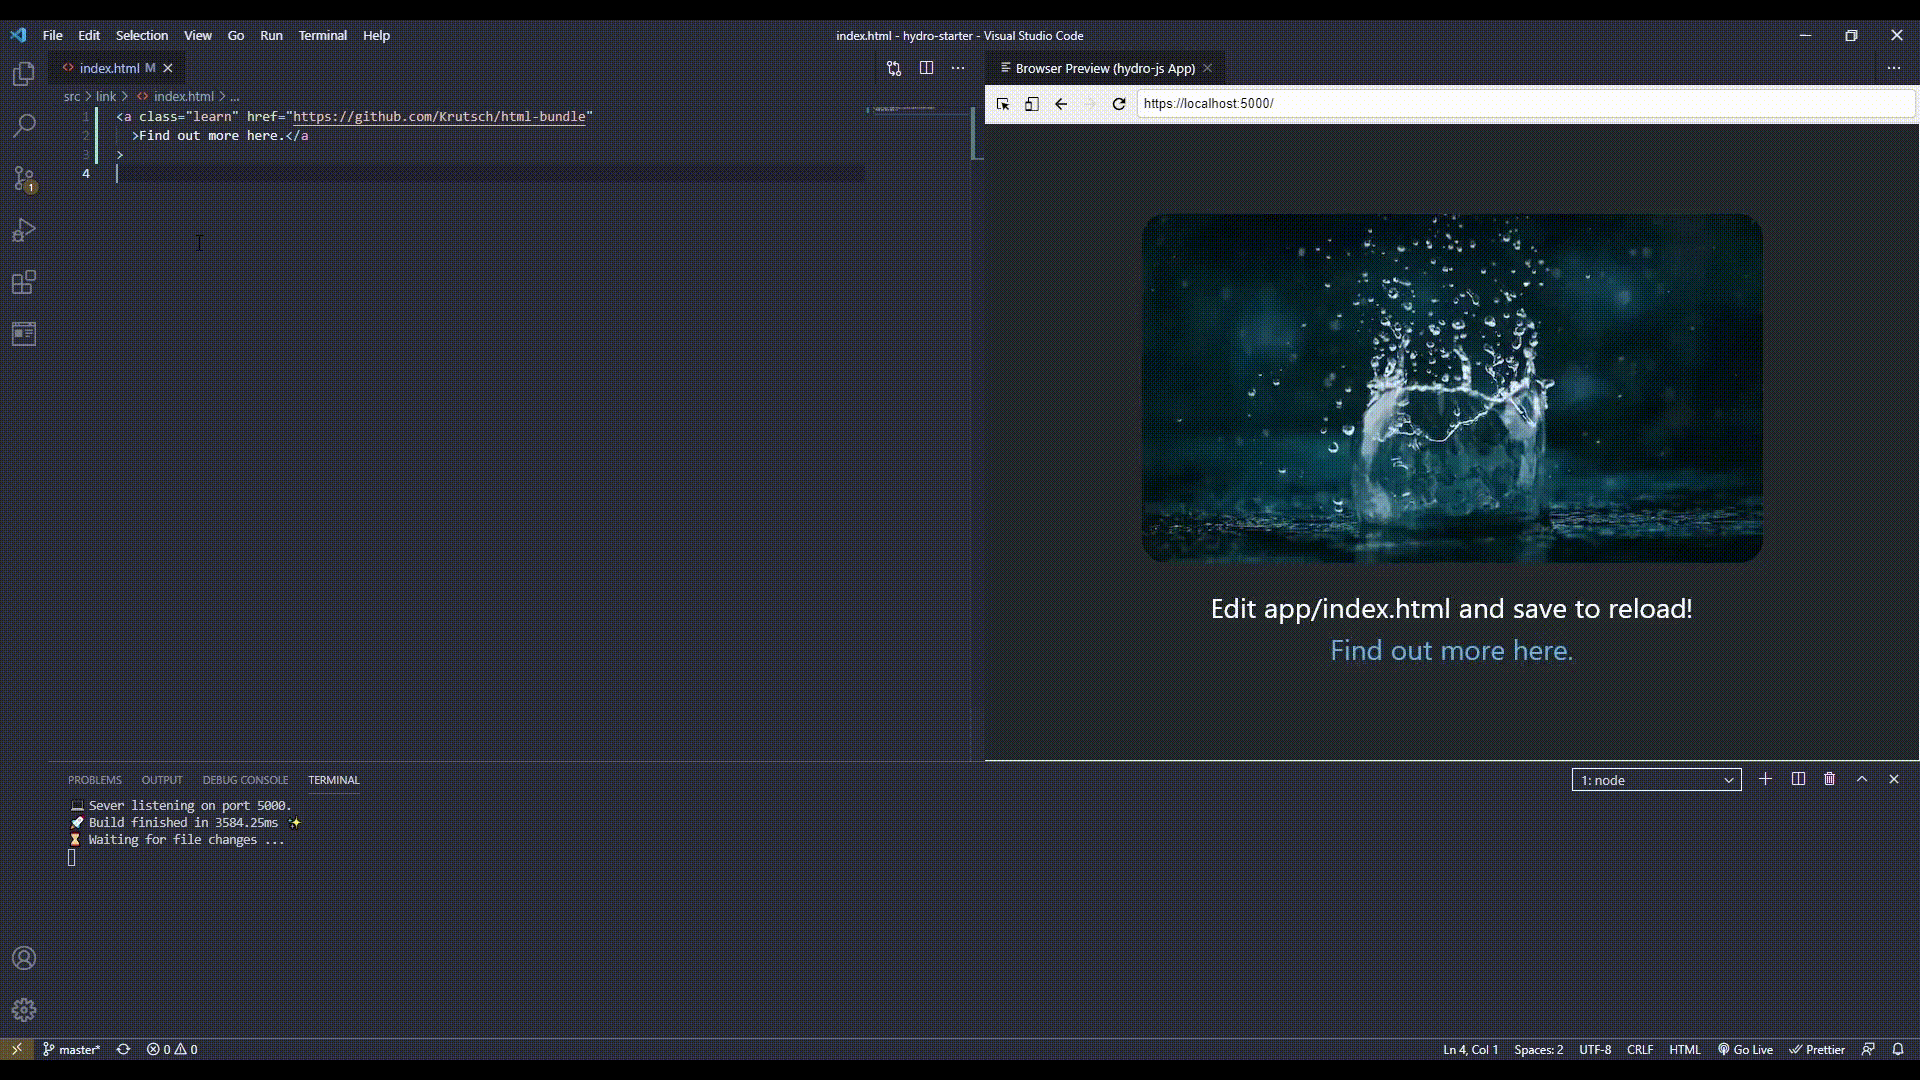 File Edit Selection View Go Run Terminal Help
index.html - hydro-starter - Visual Studio Code
index.html M
Browser Preview (hydro-js App)
src > link > index.html > ...
https://localhost:5000/
1 <a class="learn" href="https://github.com/Krutsch/html-bundle"
2 >Find out more here.</a
3 >
4
1
Edit app/index.html and save to reload!
Find out more here.
PROBLEMS OUTPUT DEBUG CONSOLE TERMINAL
1: node
Sever listening on port 5000.
Build finished in 3584.25ms
Waiting for file changes ...
master* 0 0
Ln 4, Col 1 Spaces: 2 UTF-8 CRLF HTML Go Live Prettier